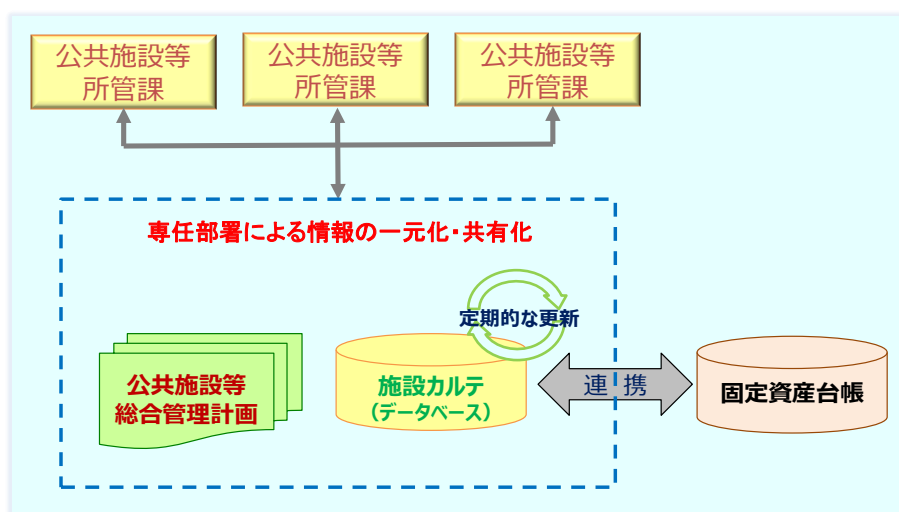 公共施設等
所管課
公共施設等
所管課
公共施設等
所管課
専任部署による情報の一元化・共有化
定期的な更新
公共施設等
総合管理計画
施設カルテ
(データベース)
連 携
固定資産台帳